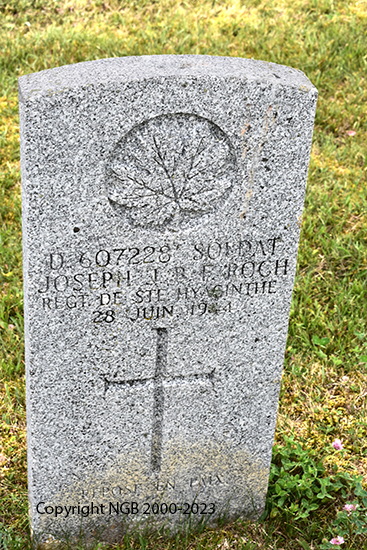 D 607228 SOLDAT
JOSEPH J. R. F. ROCH
REGT. DE STE. HYACINTHE
28 JUIN 1944
REPOSE EN PAIX
Copyright NGB 2000-2023